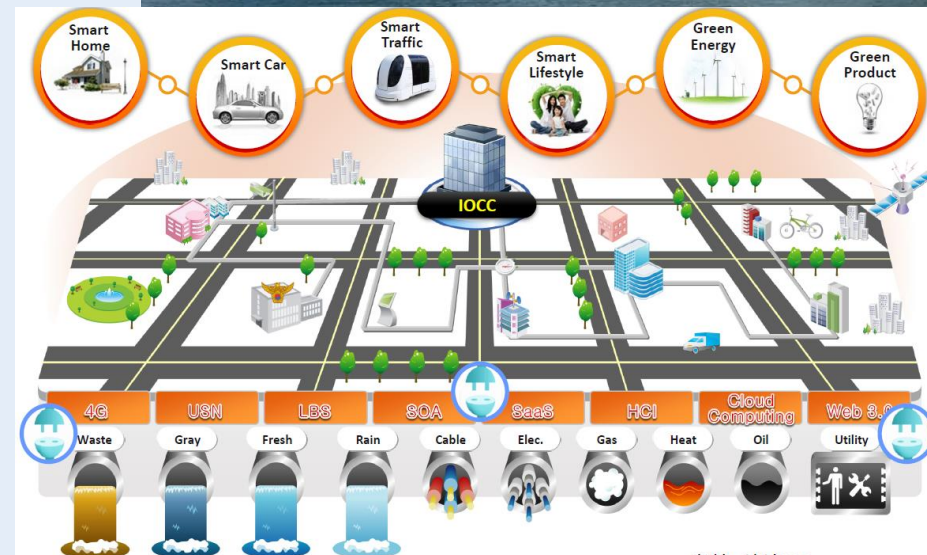 Smart
Home
Smart Car
Smart
Traffic
Smart
Lifestyle
Green
Energy
Green
Product
IOCC
4G
USN
LBS
SOA
SaaS
HCI
Cloud
Computing
Web 3.0
Waste
Gray
Fresh
Rain
Cable
Elec.
Gas
Heat
Oil
Utility